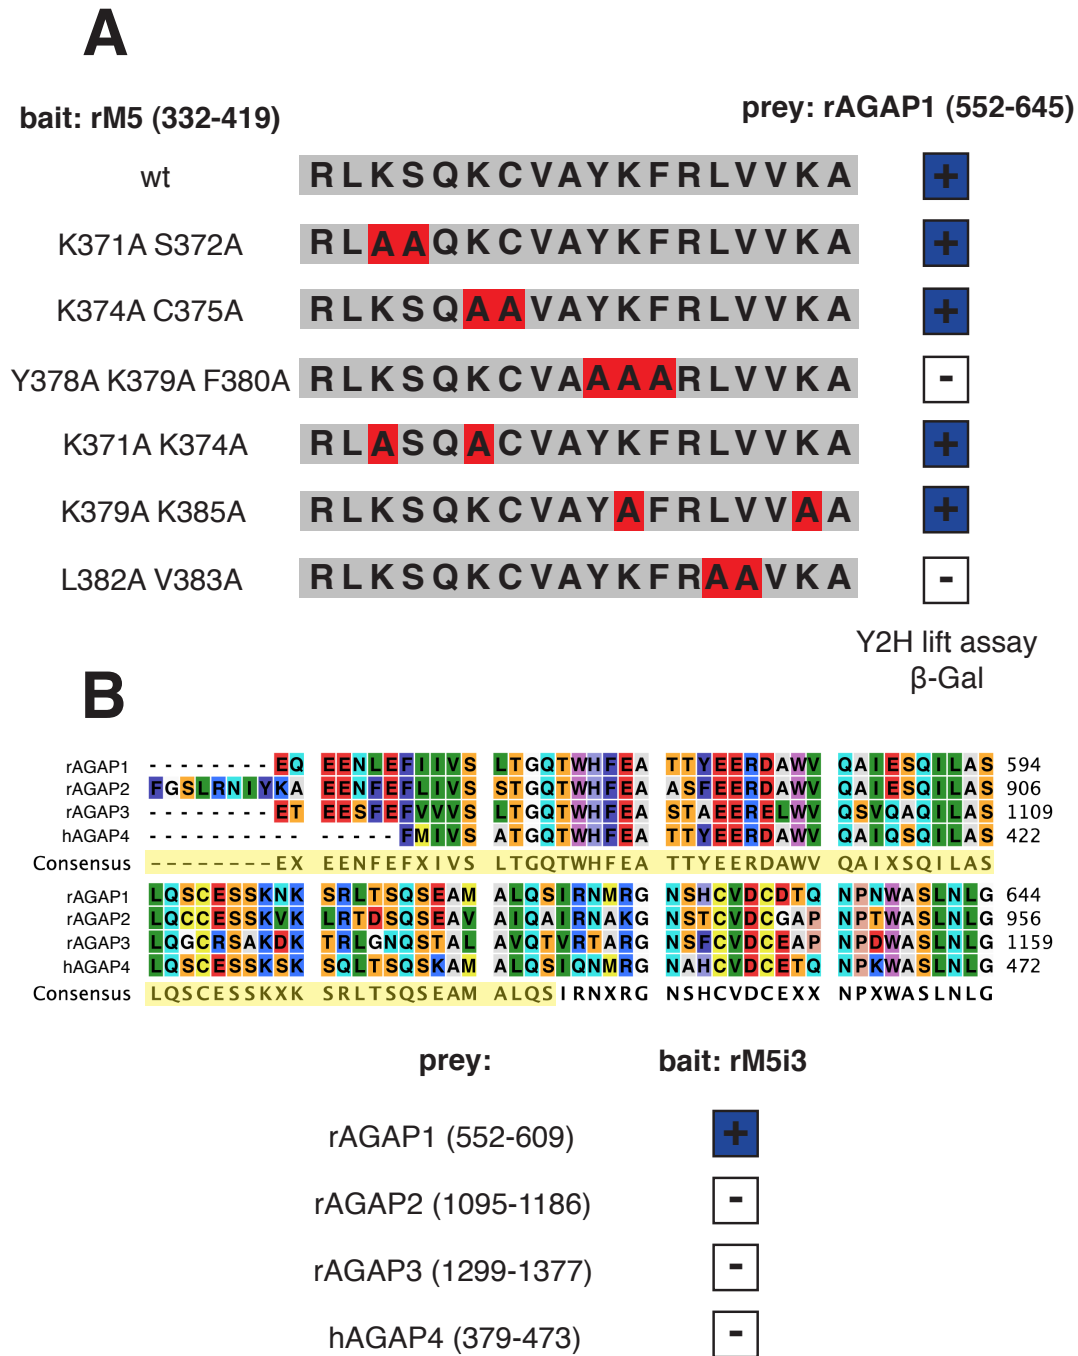 A
bait: rM5 (332-419) prey: rAGAP1 (552-645)
wt RLKSQKCVAYKFRLVVKA +
K371A S372A RLAAQKCVAYKFRLVVKA +
K374A C375A RLKSQAAVAYKFRLVVKA +
Y378A K379A F380A RLKSQKCVAAAARLVVKA -
K371A K374A RLASQACVAYKFRLVVKA +
K379A K385A RLKSQKCVAYAFRLVVAA +
L382A V383A RLKSQKCVAYKFRAAVKA -
Y2H lift assay
β-Gal
B
rAGAP1 --------EQ EENLEFIIVS LTGQTWHFEA TTYEERDAWV QAIESQILAS 594
rAGAP2 FGSLRNIYKA EENFEFLIVS STGQTWHFEA ASFEERDAWV QAIESQILAS 906
rAGAP3 --------ET EESFEFVVVS LTGQTWHFEA STAEERELWV QSVQAQILAS 1109
hAGAP4 ---------- -----FMIVS ATGQTWHFEA TTYEERDAWV QAIQSQILAS 422
Consensus --------EX EENFEFXIVS LTGQTWHFEA TTYEERDAWV QAIXSQILAS
rAGAP1 LQSCESSKNK SRLTSQSEAM ALQSIRNMRG NSHCVDCDTQ NPNWASLNLG 644
rAGAP2 LQCCESSKVK LRTDSQSEAV AIQAIRNAKG NSTCVDCGAP NPTWASLNLG 956
rAGAP3 LQGCRSAKDK TRLGNQSTAL AVQTVRTARG NSFCVDCEAP NPDWASLNLG 1159
hAGAP4 LQSCESSKSK SQLTSQSKAM ALQSIQNMRG NAHCVDCETQ NPKWASLNLG 472
Consensus LQSCESSKXK SRLTSQSEAM ALQSIRNXRG NSHCVDCEXX NPXWASLNLG
prey: bait: rM5i3
rAGAP1 (552-609) +
rAGAP2 (1095-1186) -
rAGAP3 (1299-1377) -
hAGAP4 (379-473) -